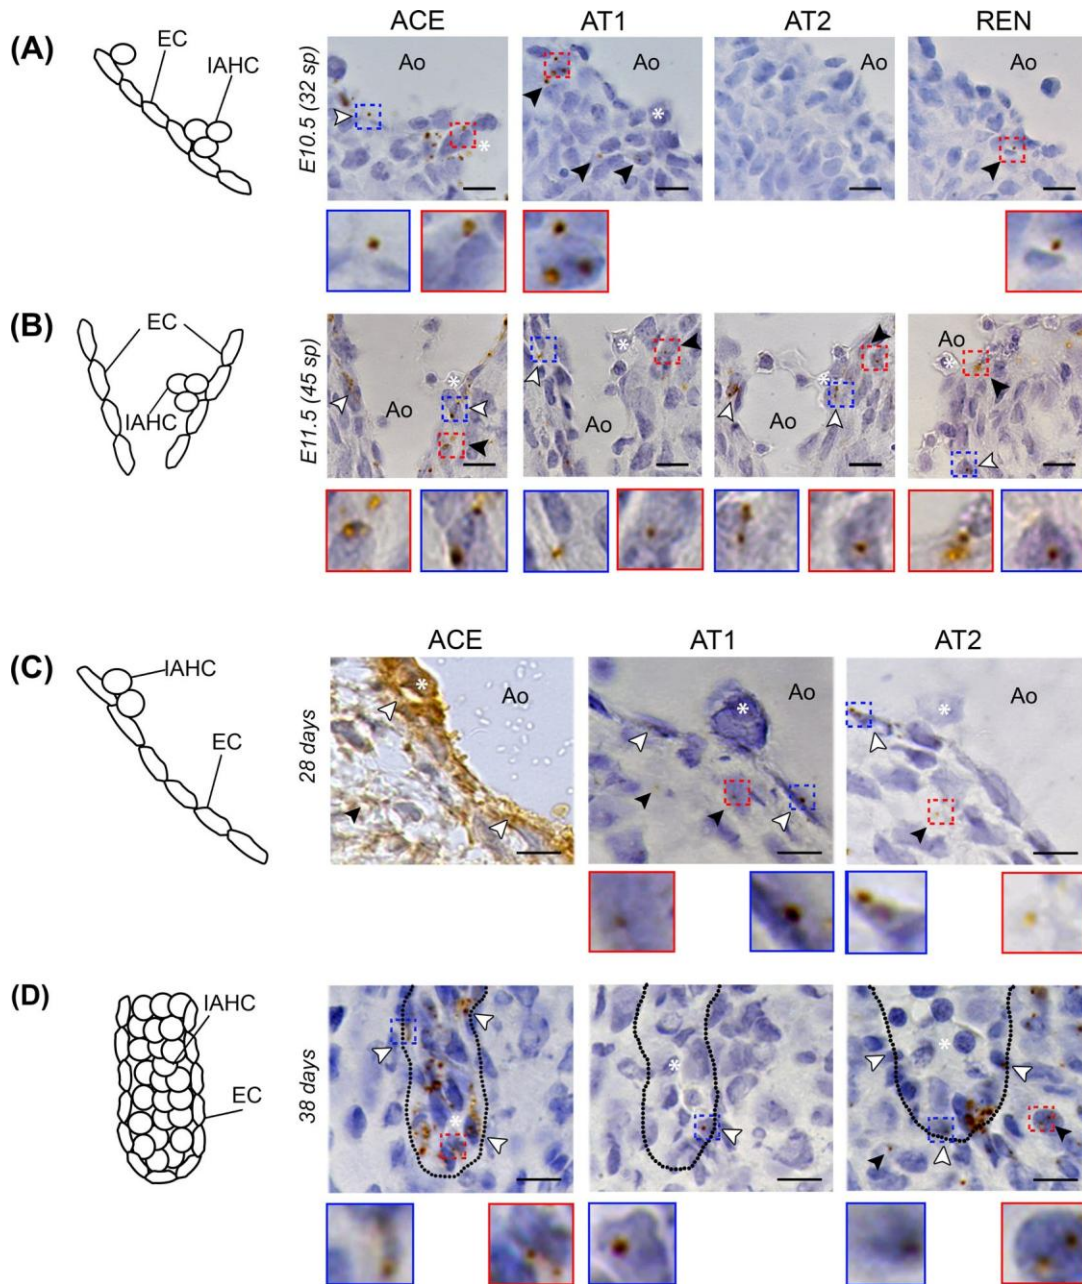 ACE AT1 AT2 REN
(A)
EC
IAHC
E10.5 (32 sp)
Ao Ao Ao Ao
*
*
(B)
EC
IAHC
E11.5 (45 sp)
Ao Ao Ao Ao
* * * *
ACE AT1 AT2
(C)
IAHC
EC
28 days
Ao Ao Ao
* * *
(D)
IAHC
EC
38 days
* * *